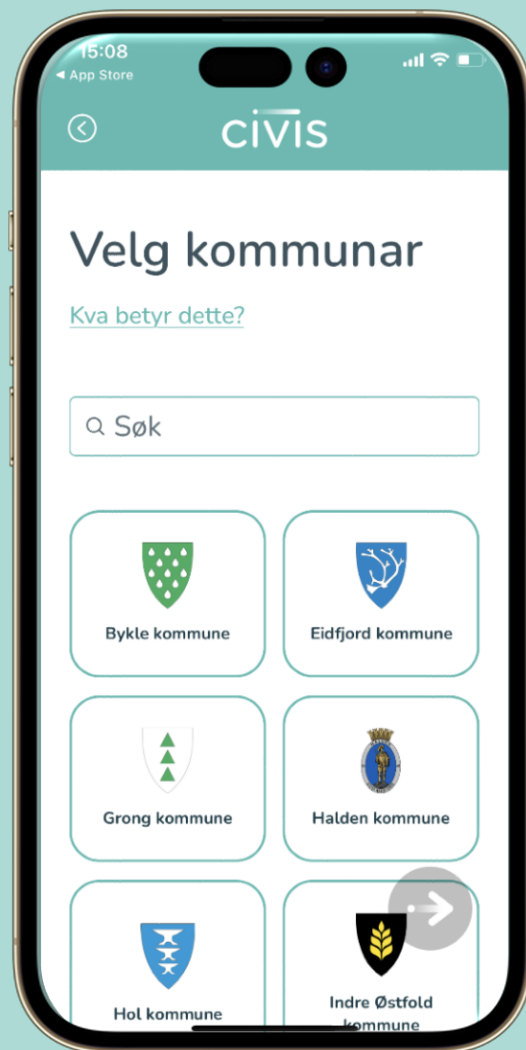 15:08
◀ App Store
civis
Velg kommunar
Kva betyr dette?
Søk
Bykle kommune
Eidfjord kommune
Grong kommune
Halden kommune
Hol kommune
Indre Østfold
kommune